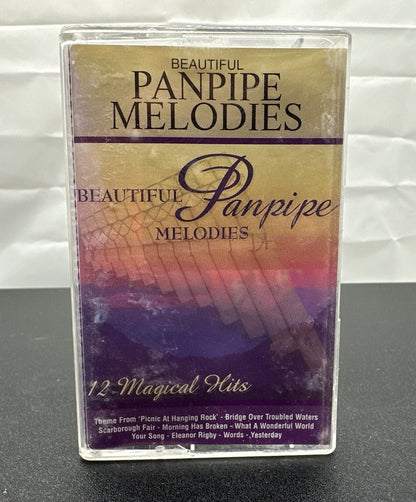 BEAUTIFUL
PANPIPE
MELODIES
BEAUTIFUL Panpipe
MELODIES
12 Magical Hits
Theme From 'Picnic At Hanging Rock' - Bridge Over Troubled Waters
Scarborough Fair - Morning Has Broken - What A Wonderful World
Your Song - Eleanor Rigby - Words - Yesterday